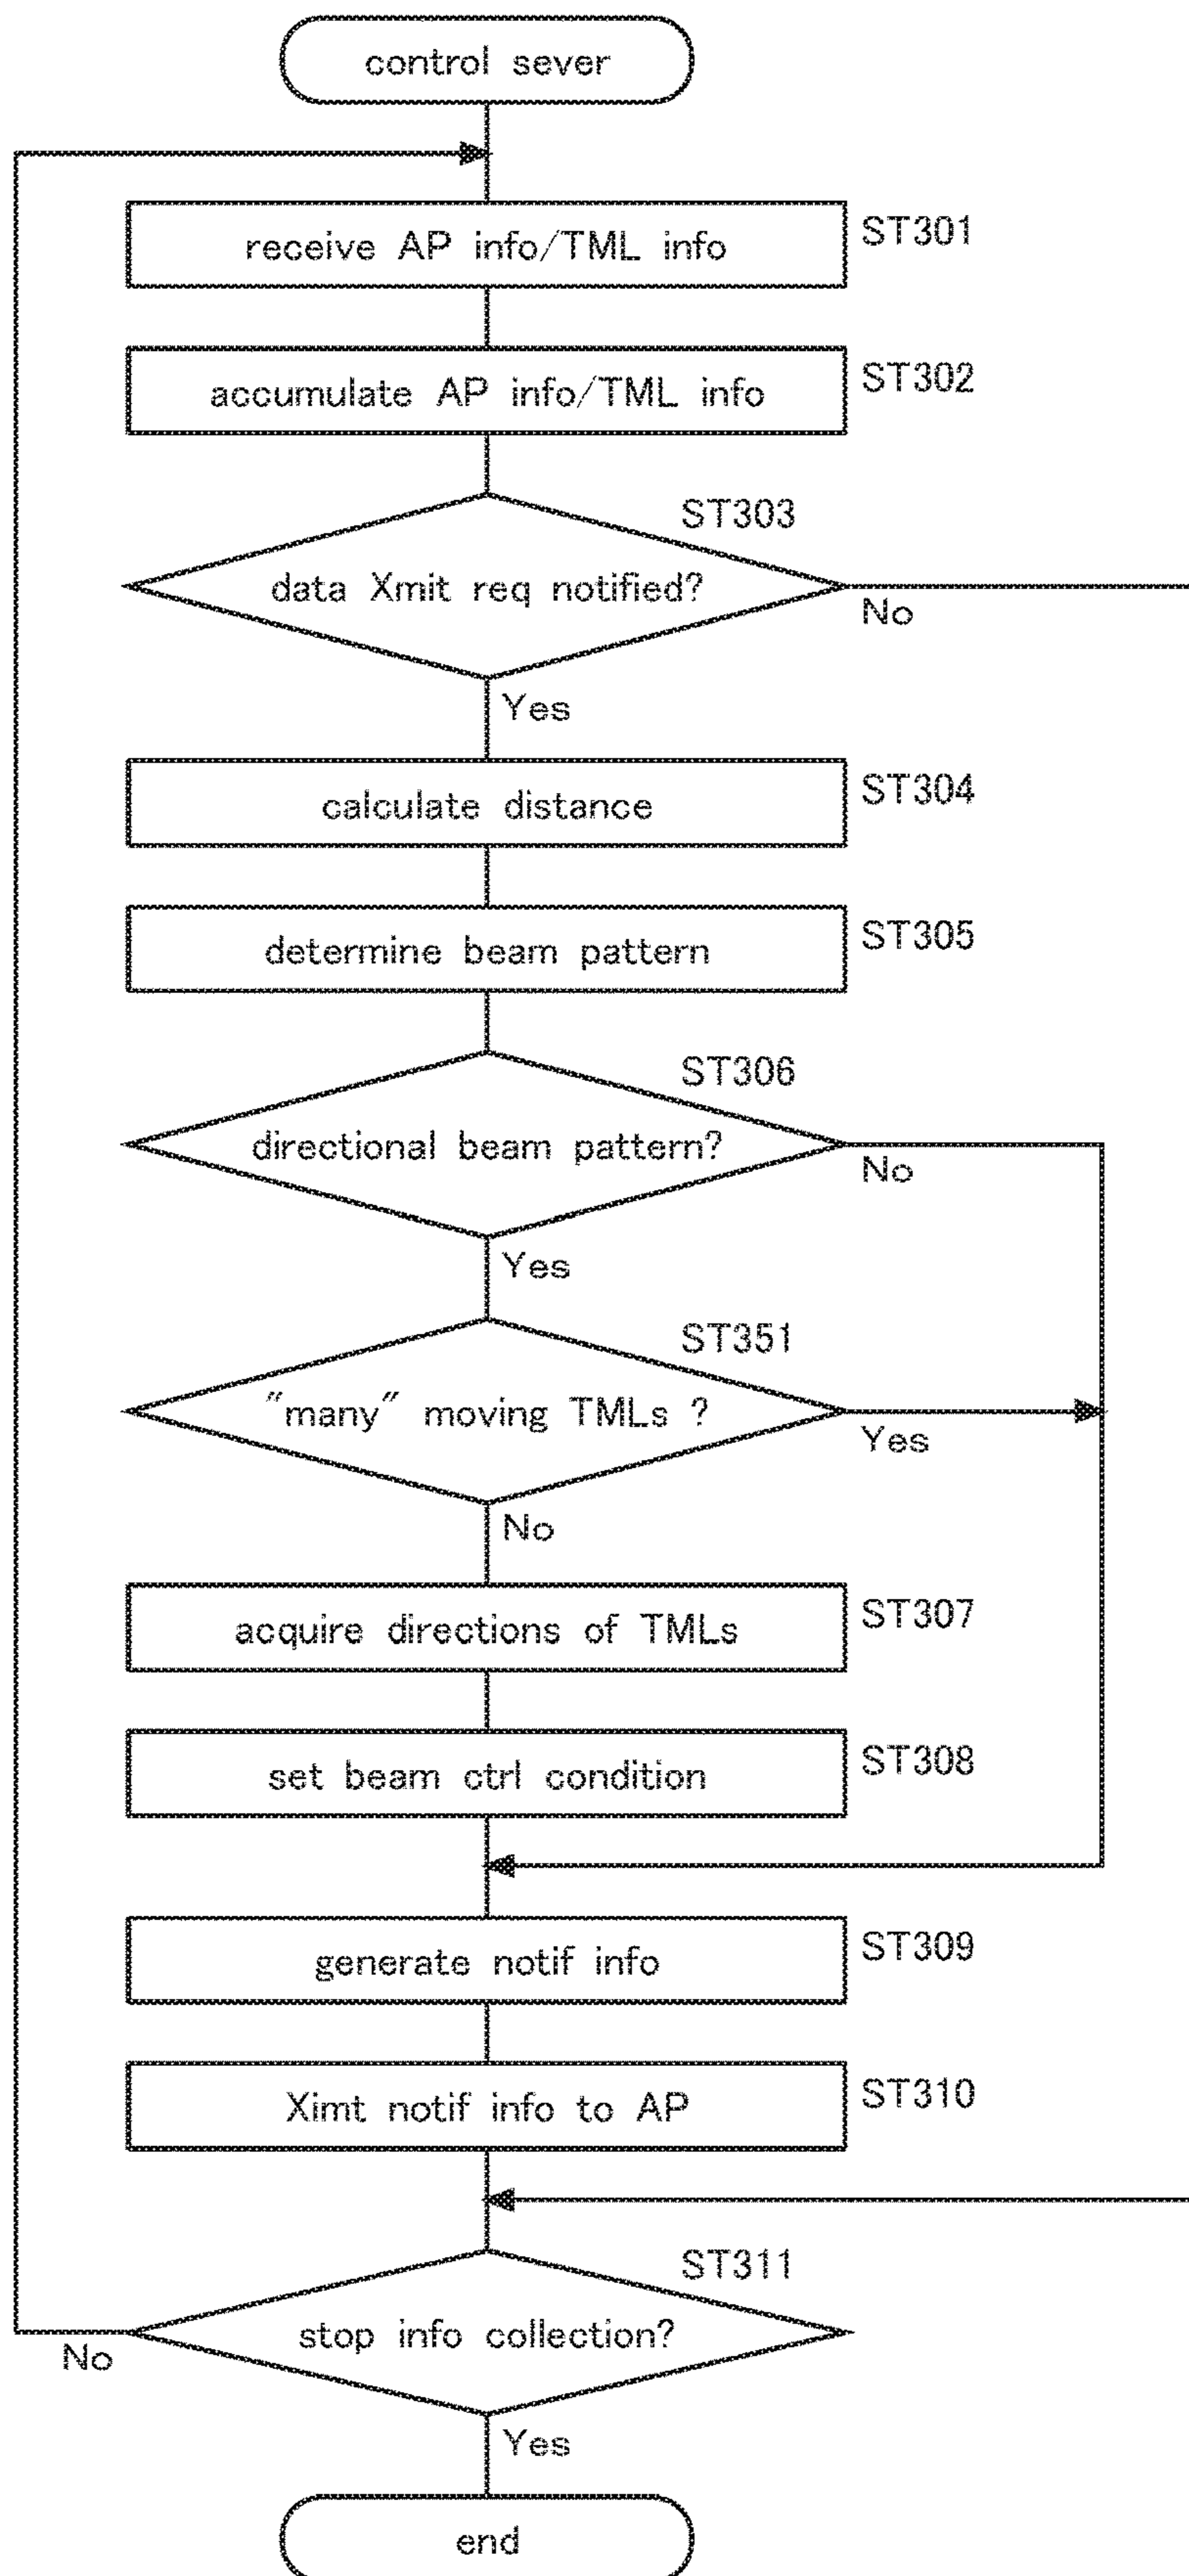 control sever
receive AP info/TML info
ST301
accumulate AP info/TML info
ST302
ST303
data Xmit req notified?
No
Yes
calculate distance
ST304
determine beam pattern
ST305
ST306
directional beam pattern?
No
Yes
ST351
"many" moving TMLs ?
Yes
No
acquire directions of TMLs
ST307
set beam ctrl condition
ST308
generate notif info
ST309
Ximt notif info to AP
ST310
ST311
stop info collection?
No
Yes
end